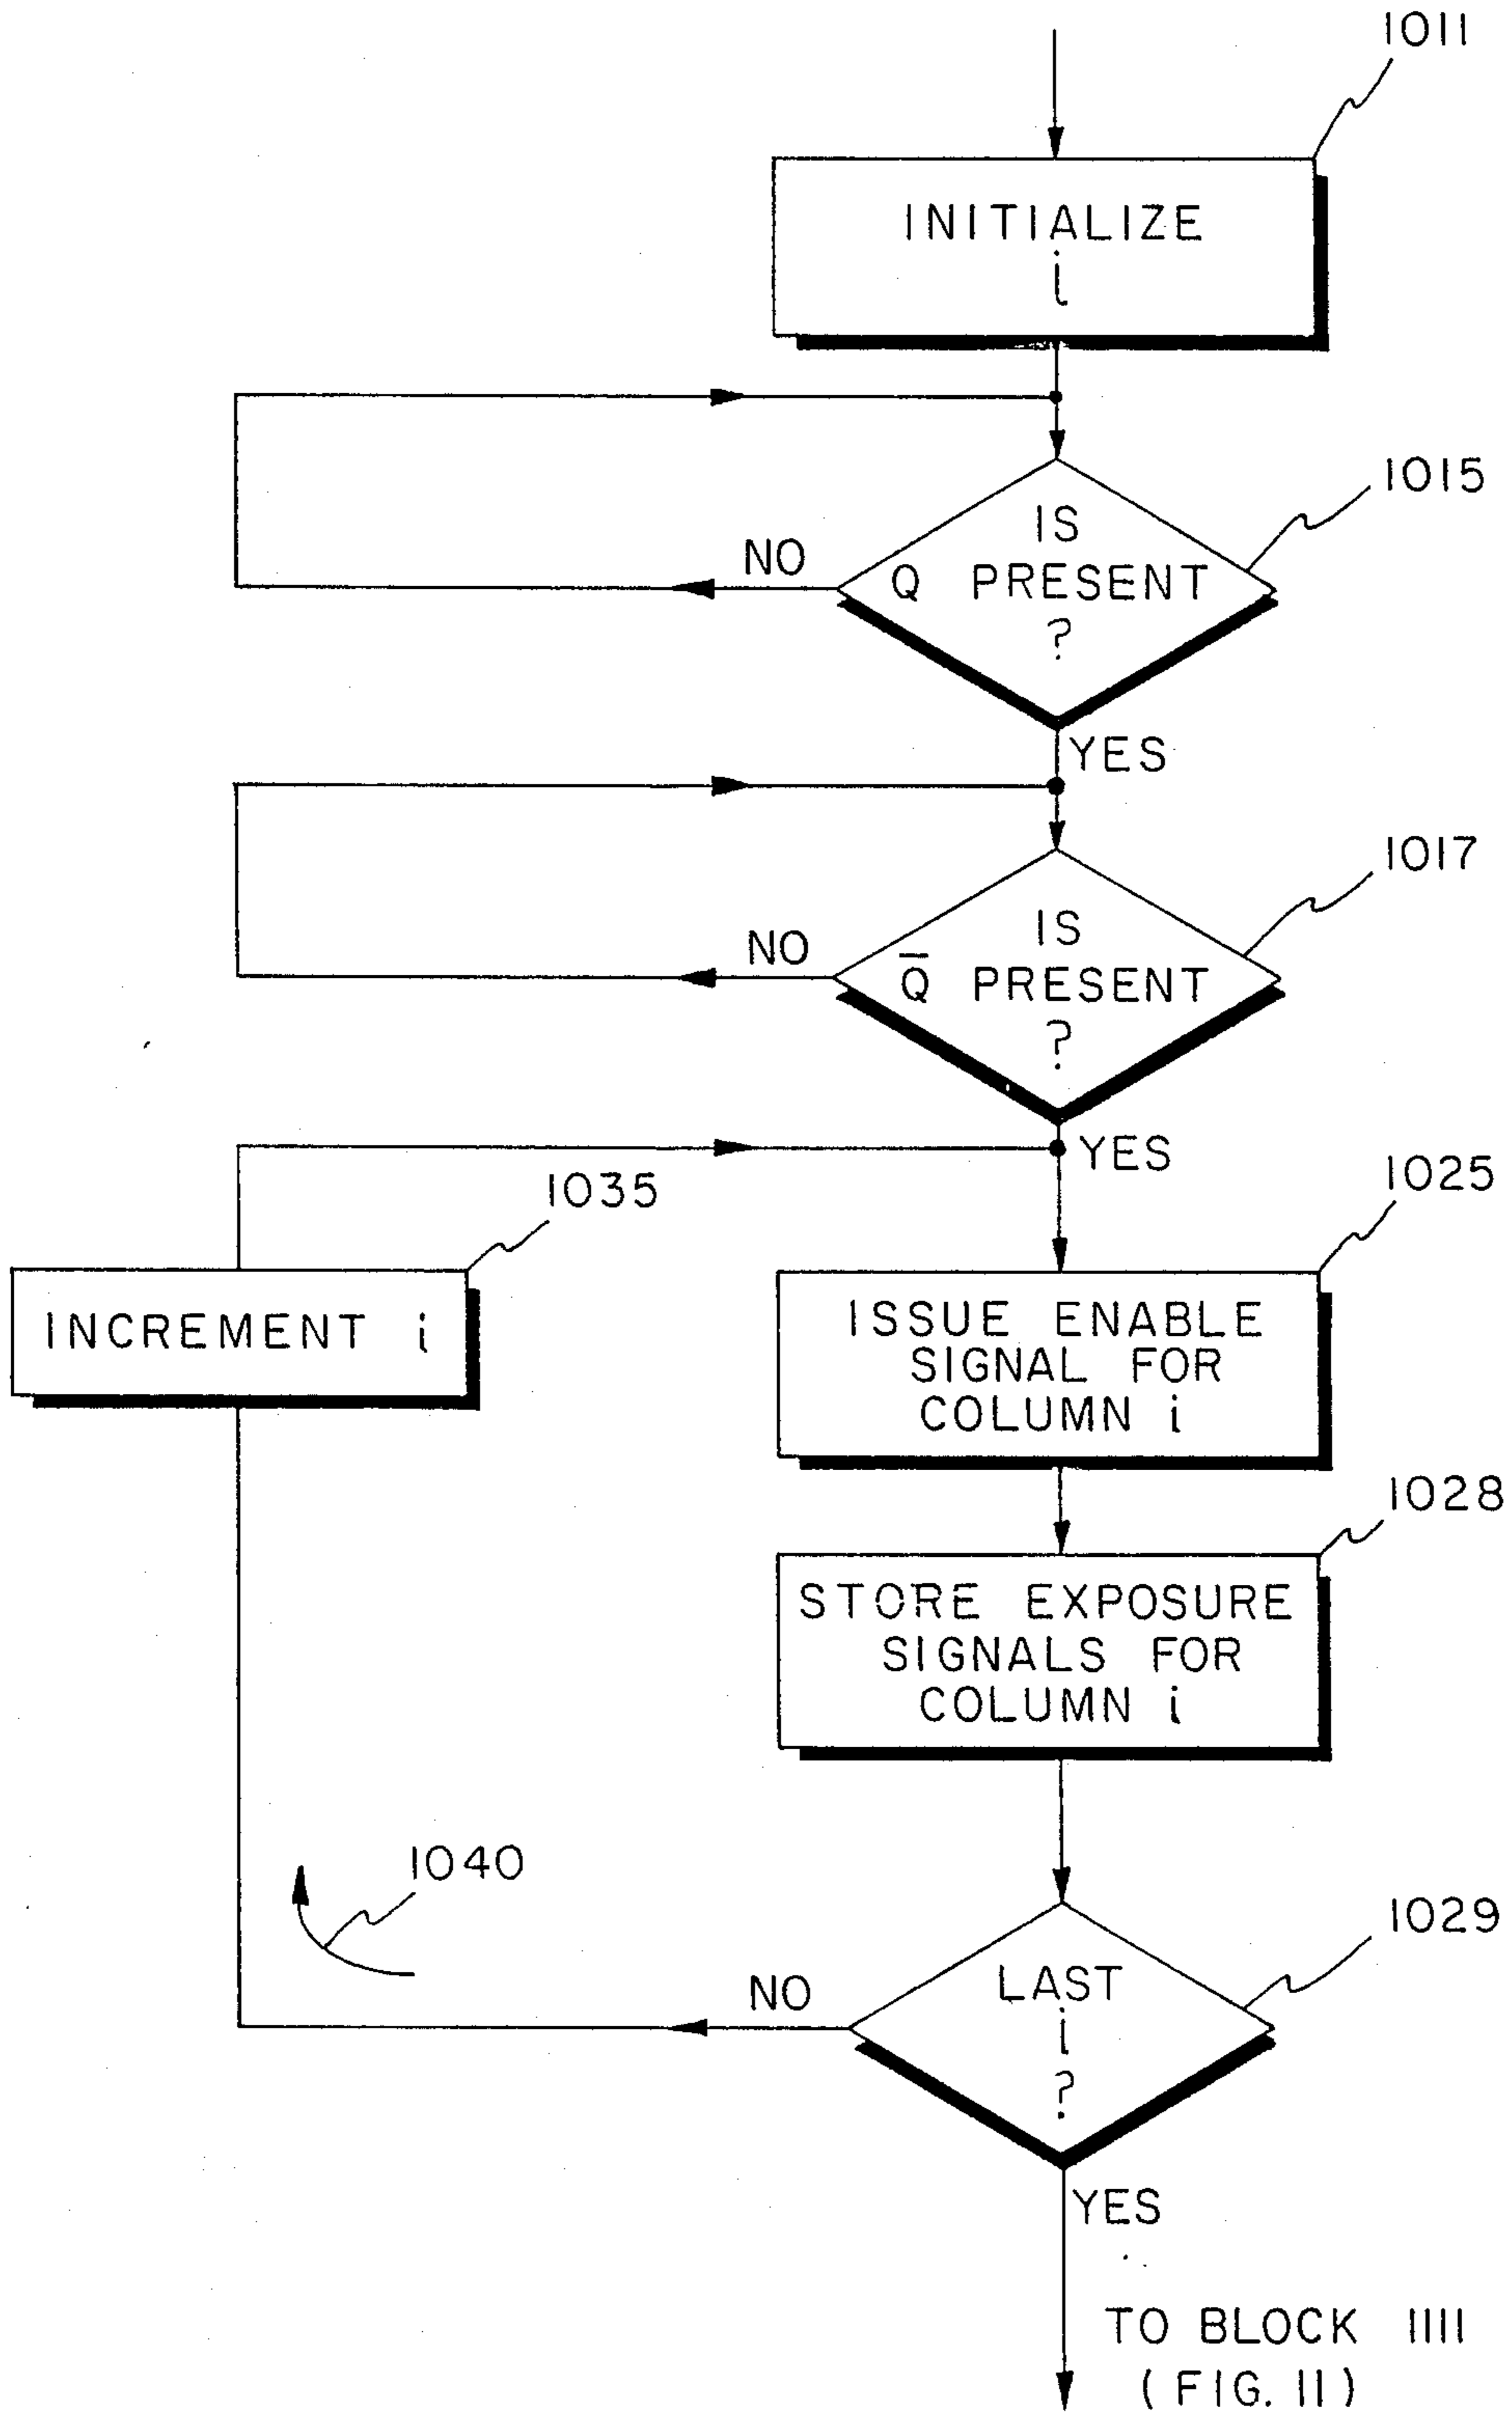 1011
INITIALIZE
i
1015
IS
Q PRESENT
?
NO
YES
1017
IS
Q̄ PRESENT
?
NO
YES
1035
INCREMENT i
1025
ISSUE ENABLE
SIGNAL FOR
COLUMN i
1028
STORE EXPOSURE
SIGNALS FOR
COLUMN i
1040
1029
LAST
i
?
NO
YES
TO BLOCK 1111
(FIG. 11)